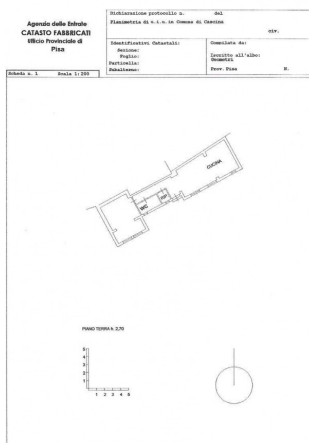 Agenzia delle Entrate
CATASTO FABBRICATI
Ufficio Provinciale di
Pisa
Dichiarazione protocollo n. del
Planimetria di u.i.u. in Comune di Cascina
civ.
Identificativi Catastali:
Sezione:
Foglio:
Particella:
Subalterno:
Compilata da:
Iscritto all'albo:
Geometri
Prov. Pisa N.
Scheda n. 1 Scala 1:200
CUCINA
WC
RIP
PIANO TERRA h: 2,70
5
4
3
2
1
1 2 3 4 5